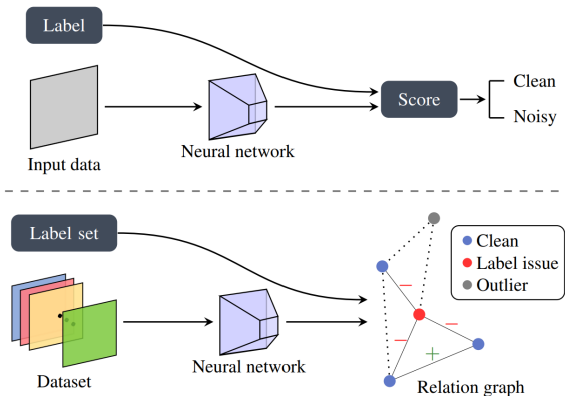 Label
Input data
Neural network
Score
Clean
Noisy
Label set
Dataset
Neural network
−
−
−
+
Clean
Label issue
Outlier
Relation graph